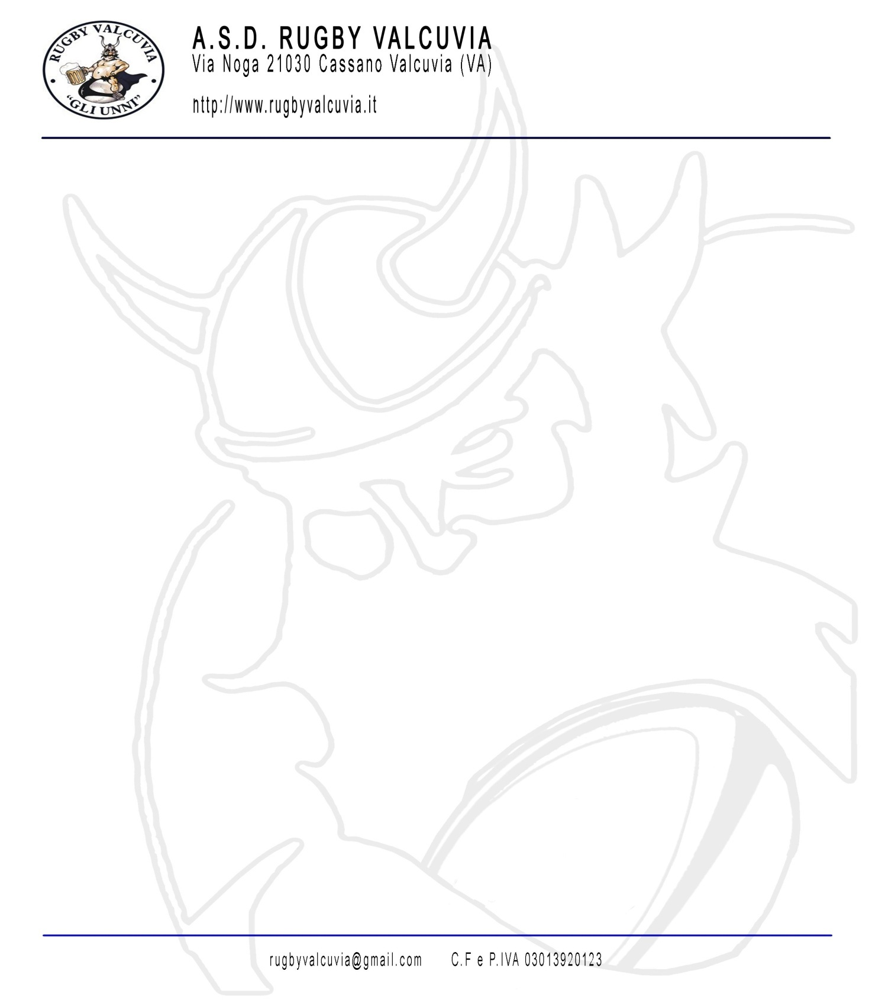 RUGBY VALCUVIA
"GLI UNNI"
A.S.D. RUGBY VALCUVIA
Via Noga 21030 Cassano Valcuvia (VA)
nttp://www.rugbyvalcuvia.it
rugbyvalcuvia@gmail.com C.F e P.IVA 03013920123